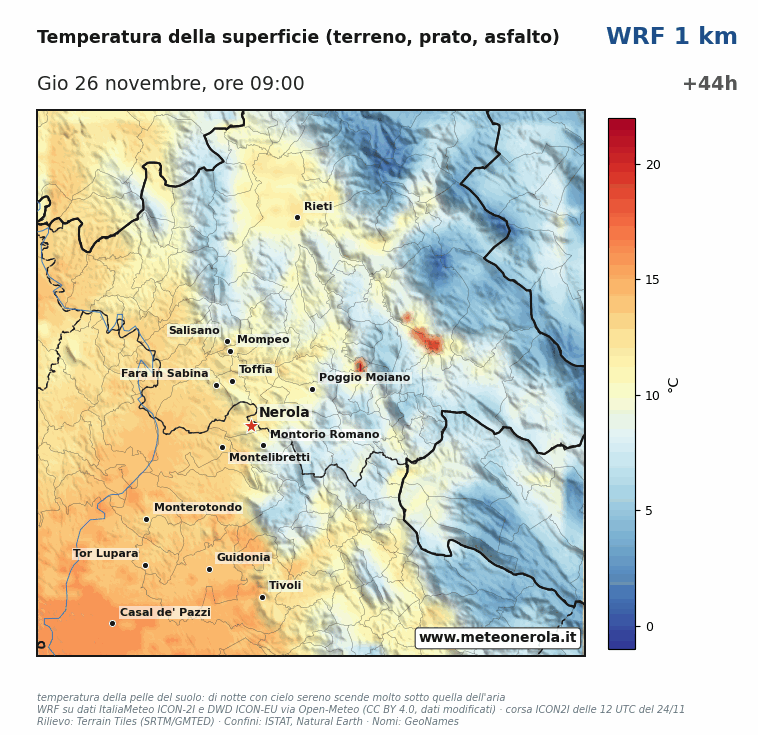 Temperatura della superficie (terreno, prato, asfalto)
WRF 1 km
Gio 26 novembre, ore 09:00
+44h
Rieti
Salisano
Mompeo
Fara in Sabina
Toffia
Poggio Moiano
Nerola
Montorio Romano
Montelibretti
Monterotondo
Tor Lupara
Guidonia
Tivoli
Casal de' Pazzi
www.meteonerola.it
20
15
10
5
0
°C
temperatura della pelle del suolo: di notte con cielo sereno scende molto sotto quella dell'aria
WRF su dati ItaliaMeteo ICON-2I e DWD ICON-EU via Open-Meteo (CC BY 4.0, dati modificati) · corsa ICON2I delle 12 UTC del 24/11
Rilievo: Terrain Tiles (SRTM/GMTED) · Confini: ISTAT, Natural Earth · Nomi: GeoNames